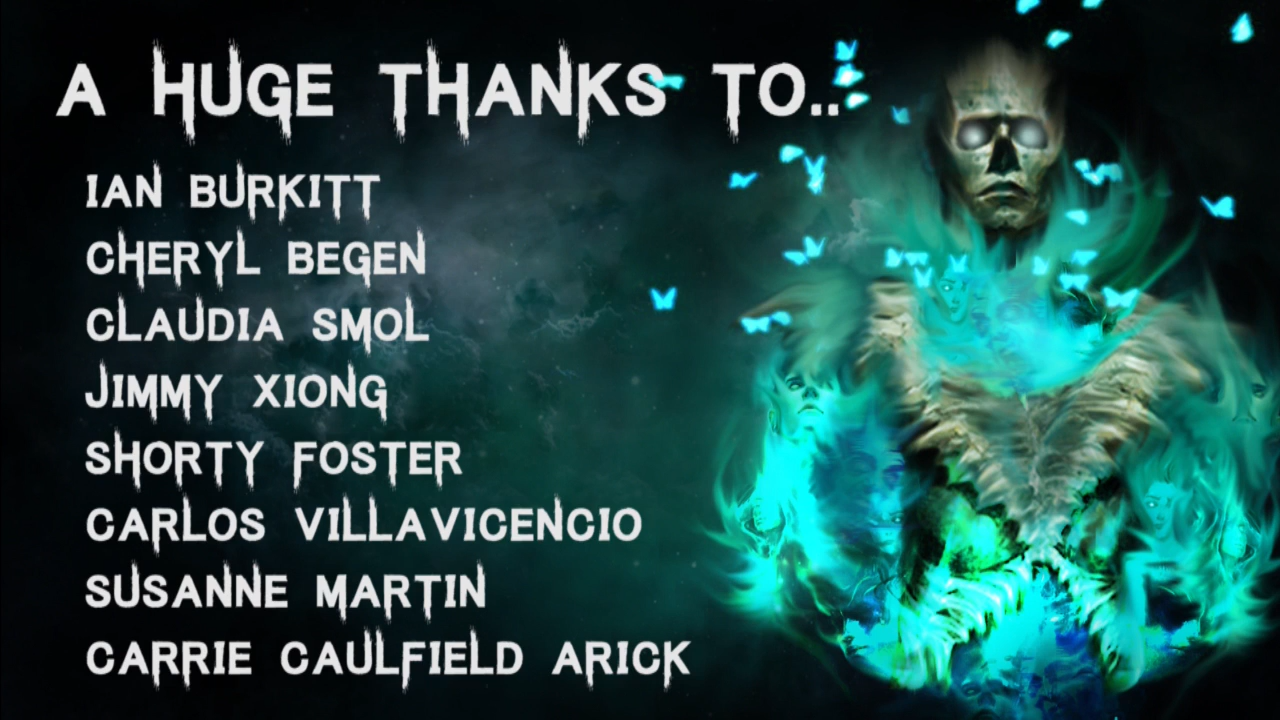 A HUGE THANKS TO..
IAN BURKITT
CHERYL BEGEN
CLAUDIA SMOL
JIMMY XIONG
SHORTY FOSTER
CARLOS VILLAVICENCIO
SUSANNE MARTIN
CARRIE CAULFIELD ARICK